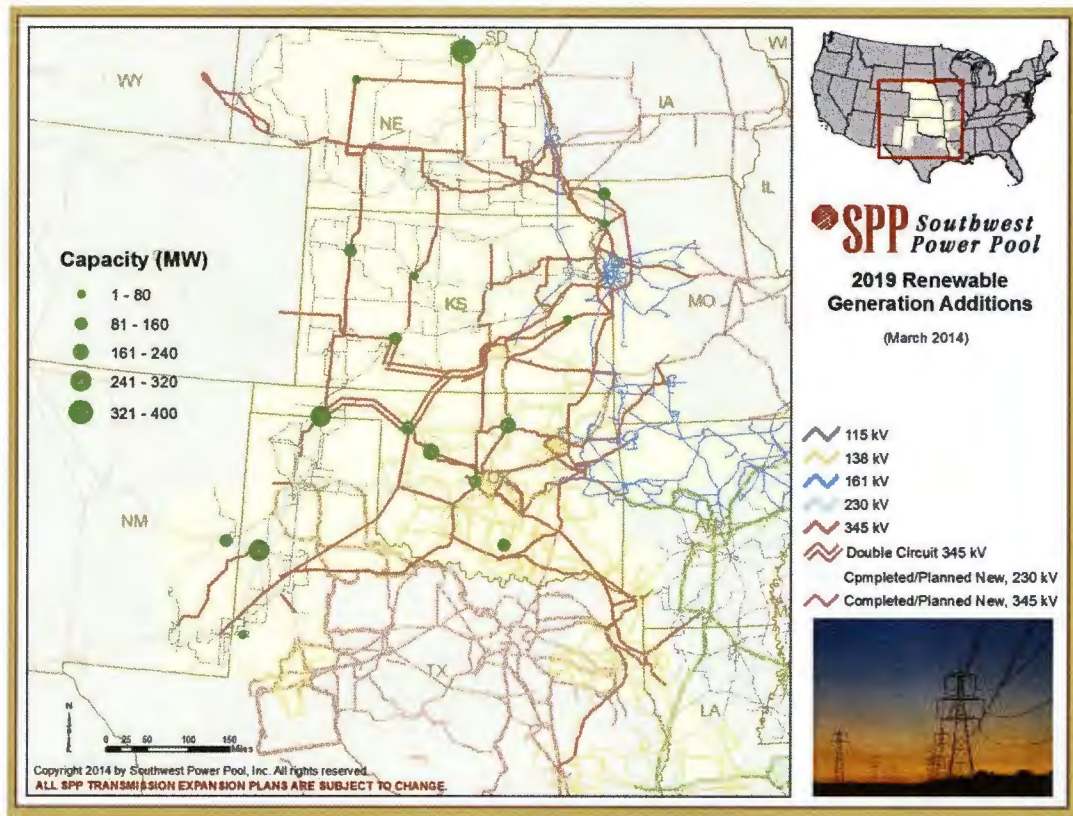 WY
SD
NE
IA
WI
IL
KS
MO
NM
TX
LA
Capacity (MW)
1 - 80
81 - 160
161 - 240
241 - 320
321 - 400
N
0 25 50 100 150
Miles
Copyright 2014 by Southwest Power Pool, Inc. All rights reserved.
ALL SPP TRANSMISSION EXPANSION PLANS ARE SUBJECT TO CHANGE.
SPP Southwest
Power Pool
2019 Renewable
Generation Additions
(March 2014)
115 kV
138 kV
161 kV
230 kV
345 kV
Double Circuit 345 kV
Completed/Planned New, 230 kV
Completed/Planned New, 345 kV